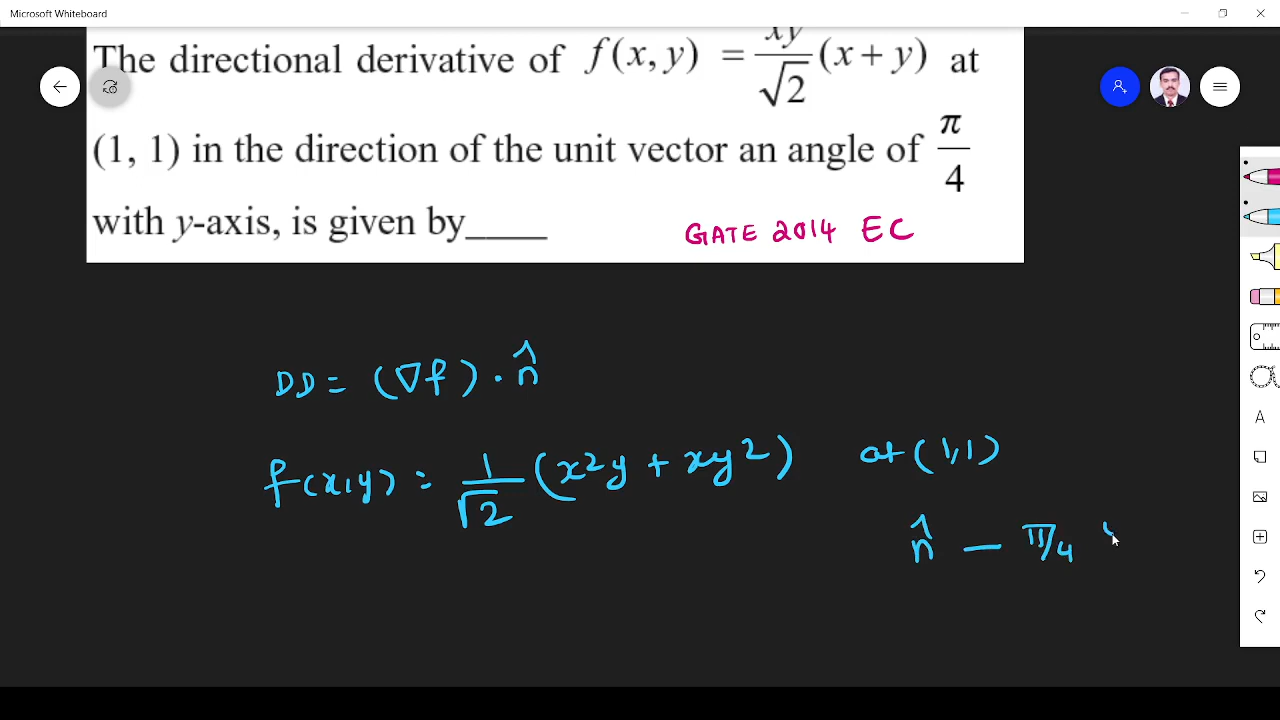 Microsoft Whiteboard
The directional derivative of f(x, y) = xy/√2 (x + y) at
(1, 1) in the direction of the unit vector an angle of π/4
with y-axis, is given by____
GATE 2014 EC
DD = (∇f) · n̂
f(x,y) = 1/√2 (x²y + xy²) at (1,1)
n̂ — π/4
A